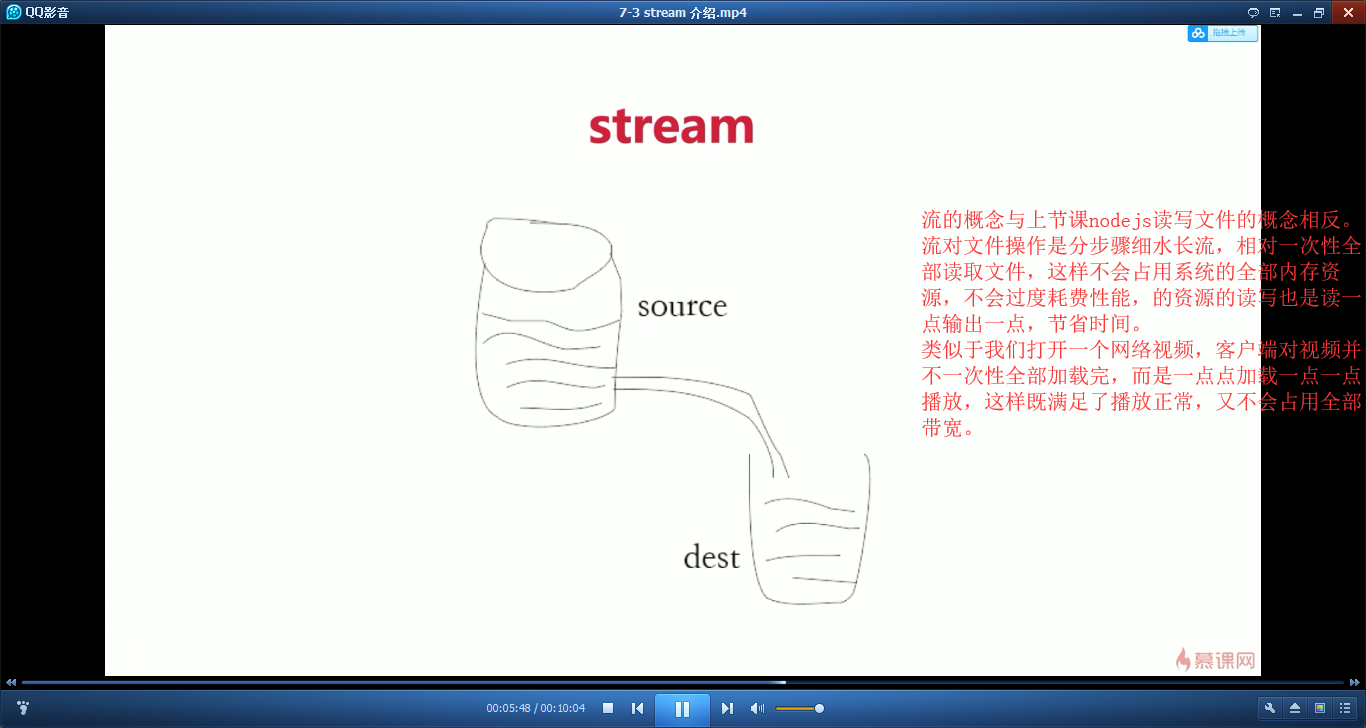 QQ影音
7-3 stream 介绍.mp4
拖拽上传
stream
流的概念与上节课nodejs读写文件的概念相反。
流对文件操作是分步骤细水长流，相对一次性全
部读取文件，这样不会占用系统的全部内存资
源，不会过度耗费性能，的资源的读写也是读一
点输出一点，节省时间。
类似于我们打开一个网络视频，客户端对视频并
不一次性全部加载完，而是一点点加载一点一点
播放，这样既满足了播放正常，又不会占用全部
带宽。
source
dest
慕课网
00:05:48 / 00:10:04